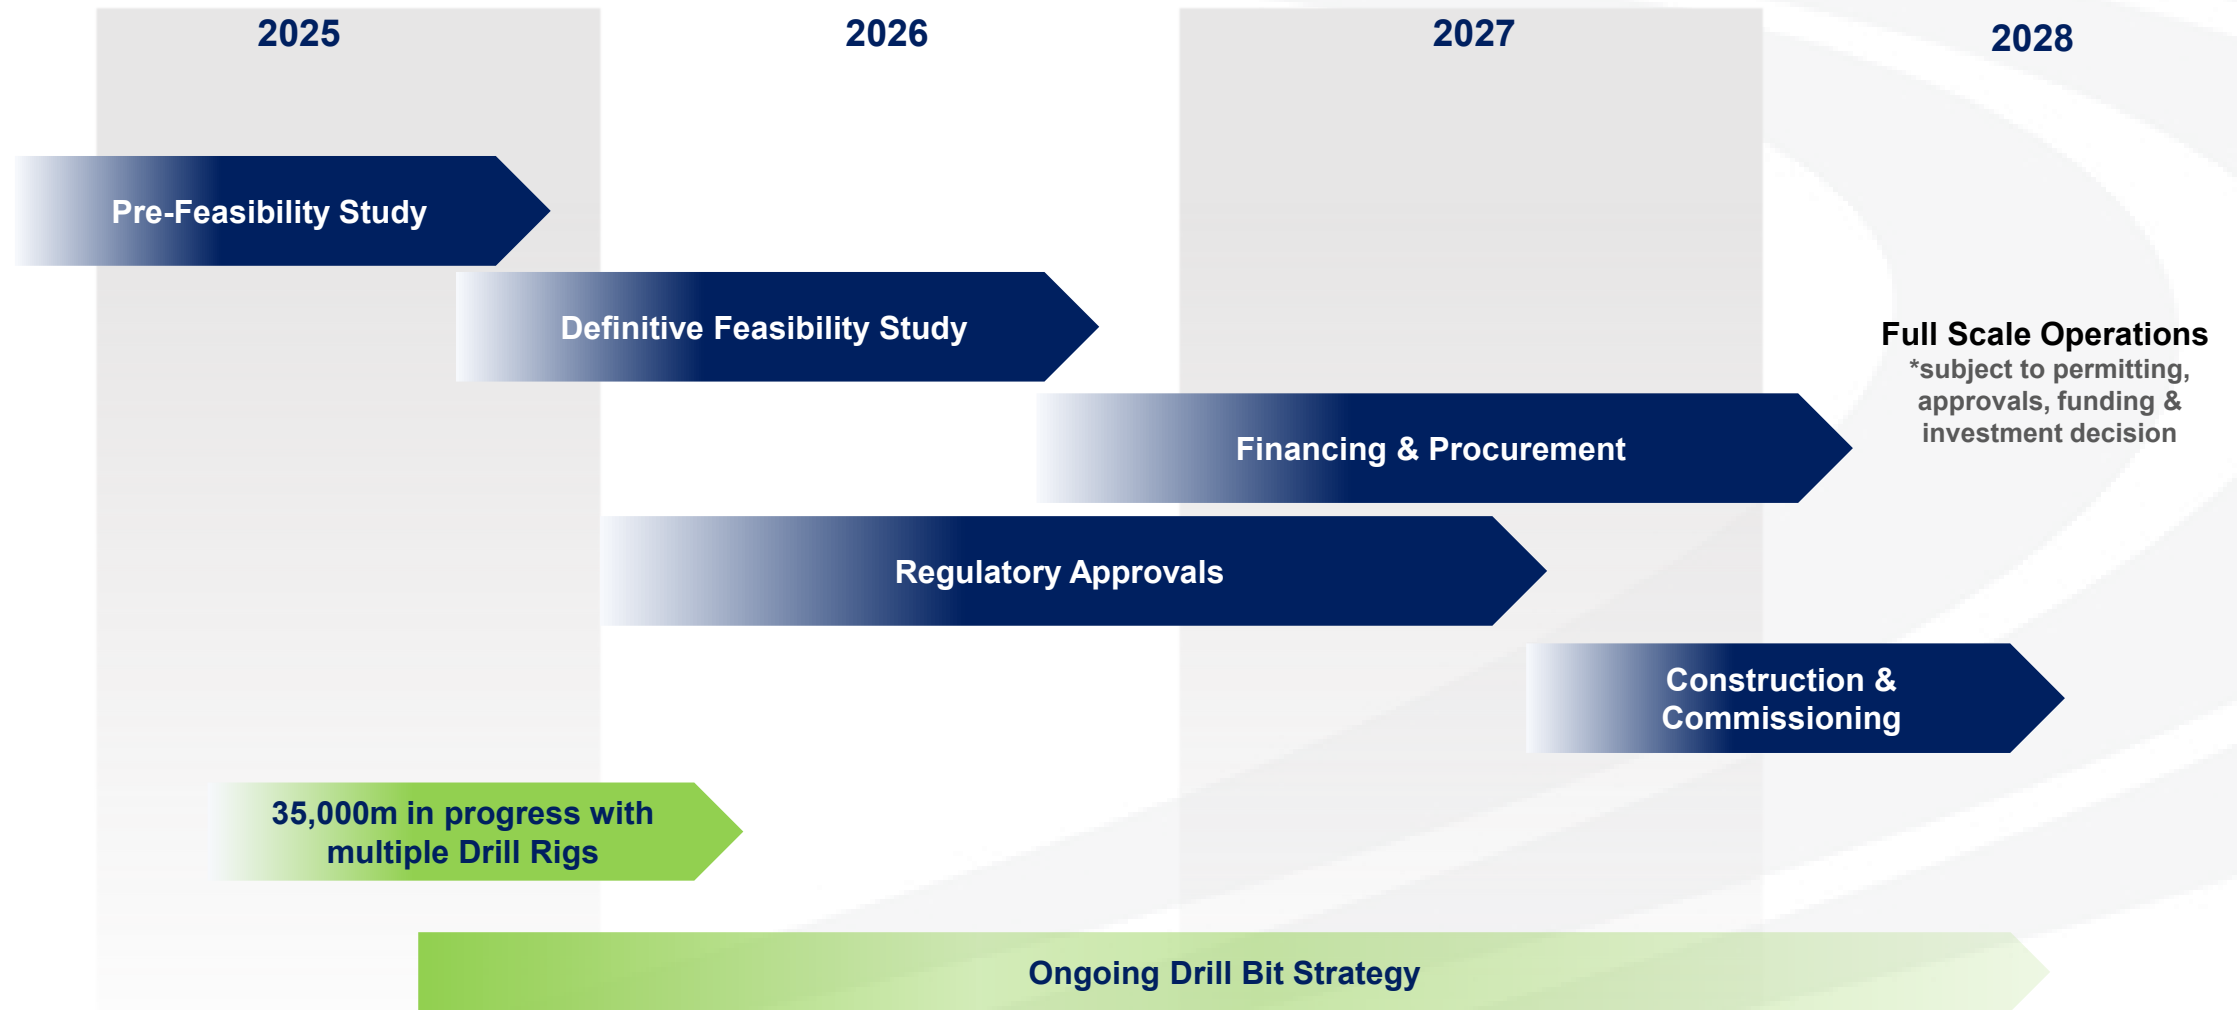 2025
2026
2027
2028
Pre-Feasibility Study
Definitive Feasibility Study
Full Scale Operations
*subject to permitting,
approvals, funding &
investment decision
Financing & Procurement
Regulatory Approvals
Construction &
Commissioning
35,000m in progress with
multiple Drill Rigs
Ongoing Drill Bit Strategy